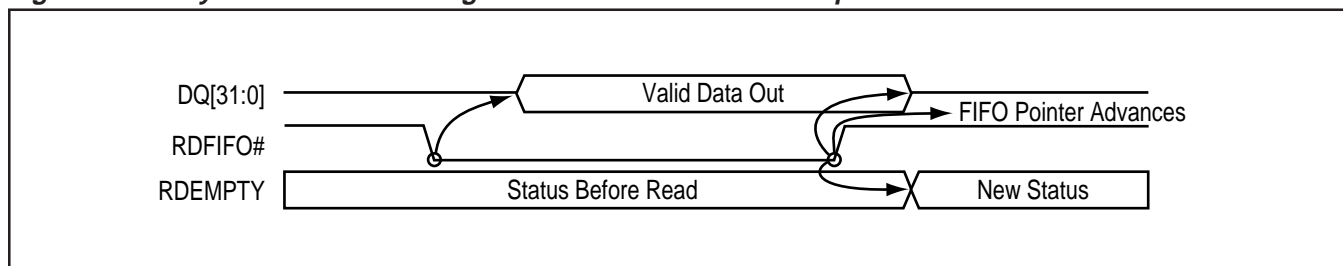 DQ[31:0]
Valid Data Out
FIFO Pointer Advances
RDFIFO#
RDEMPTY
Status Before Read
New Status